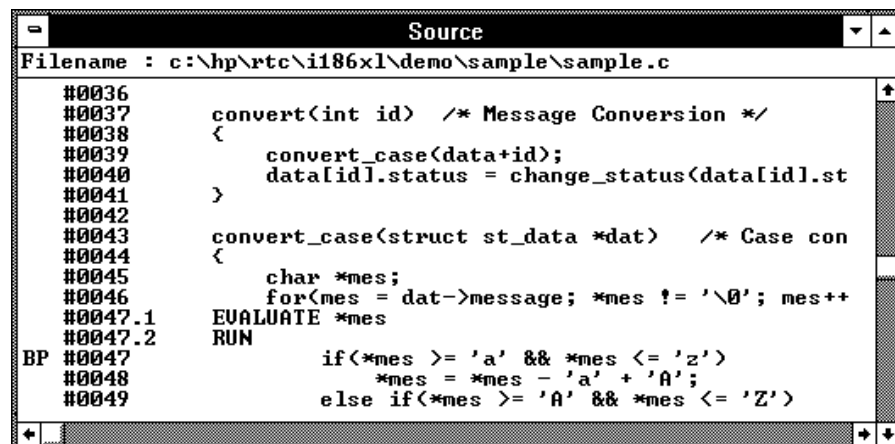 Source
Filename : c:\hp\rtc\i186xl\demo\sample\sample.c
#0036
#0037 convert(int id) /* Message Conversion */
#0038 {
#0039 convert_case(data+id);
#0040 data[id].status = change_status(data[id].st
#0041 }
#0042
#0043 convert_case(struct st_data *dat) /* Case con
#0044 {
#0045 char *mes;
#0046 for(mes = dat->message; *mes != '\0'; mes++
#0047.1 EVALUATE *mes
#0047.2 RUN
BP #0047 if(*mes >= 'a' && *mes <= 'z')
#0048 *mes = *mes - 'a' + 'A';
#0049 else if(*mes >= 'A' && *mes <= 'Z')